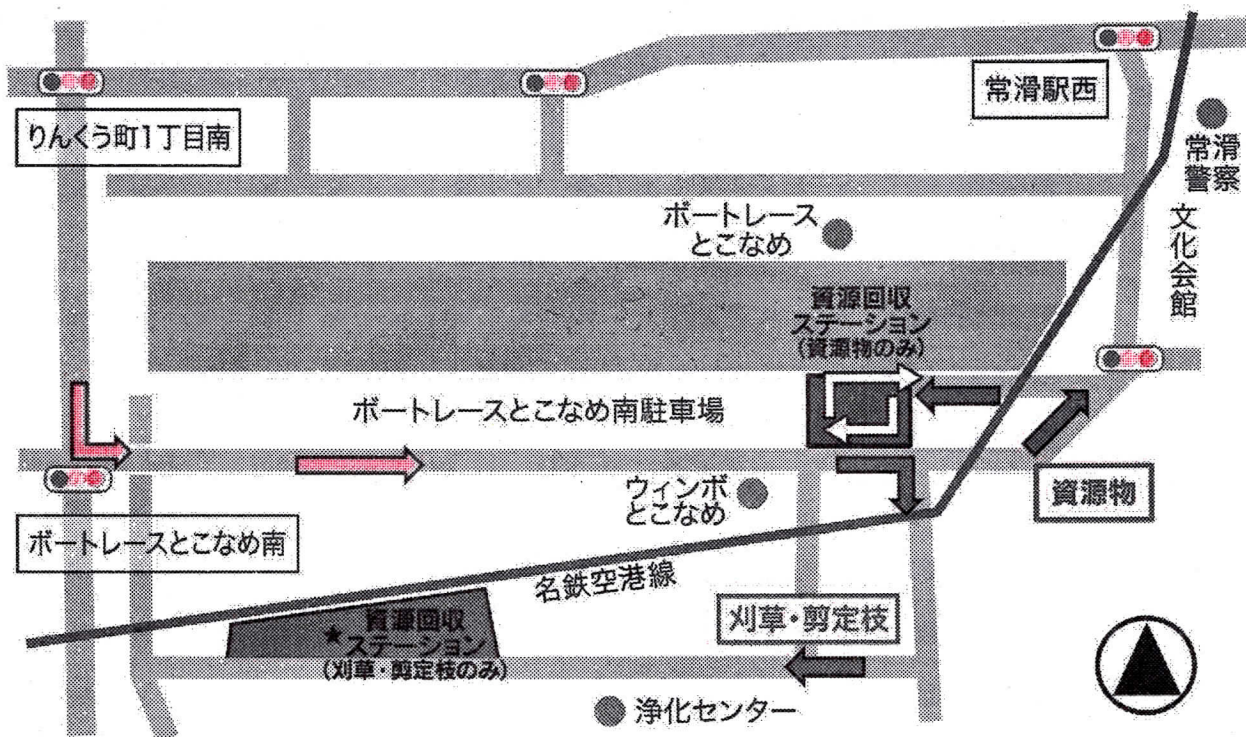 りんくう町1丁目南
常滑駅西
常滑
警察
文化会館
ボートレース
とこなめ
資源回収
ステーション
(資源物のみ)
ボートレースとこなめ南駐車場
ウィンボ
とこなめ
資源物
ボートレースとこなめ南
名鉄空港線
刈草・剪定枝
★資源回収
ステーション
(刈草・剪定枝のみ)
浄化センター